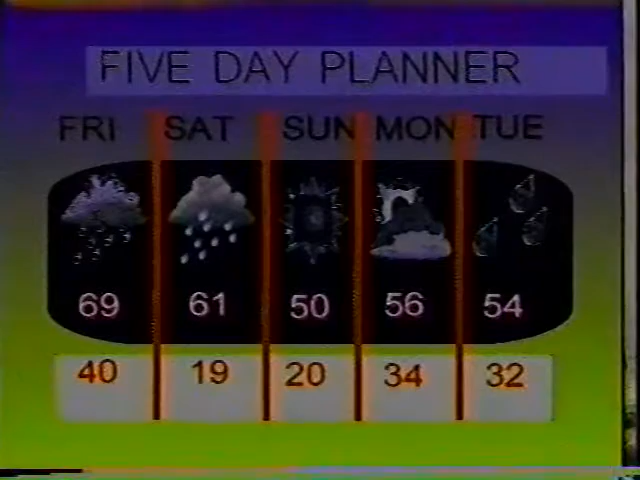 FIVE DAY PLANNER
FRI SAT SUN MON TUE
69 61 50 56 54
40 19 20 34 32